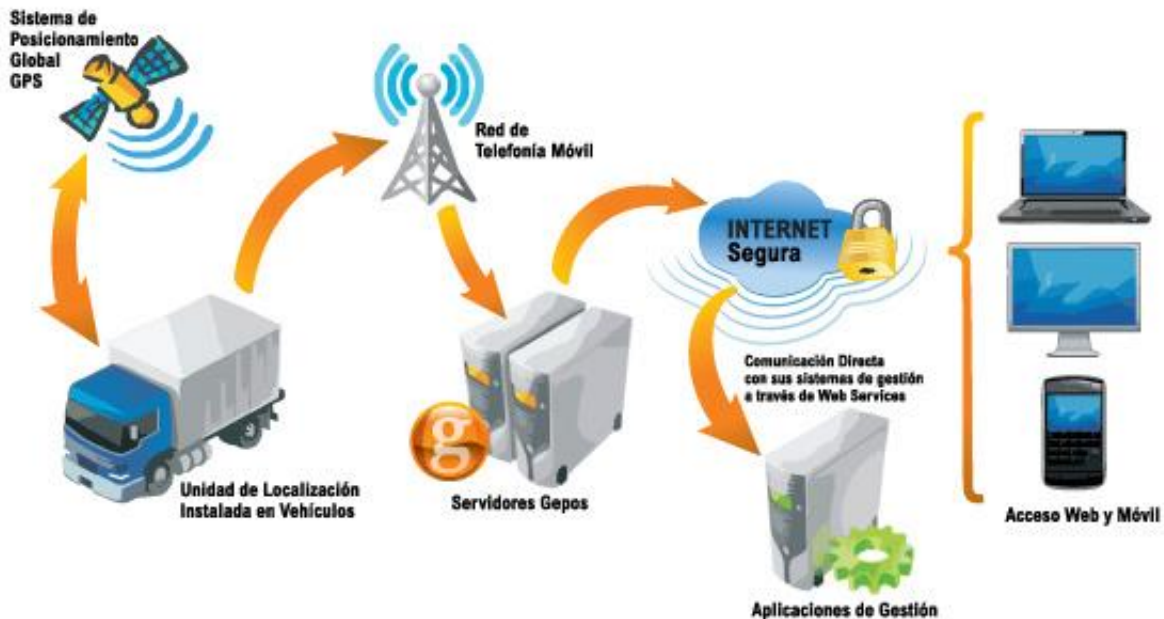 Sistema de
Posicionamiento
Global
GPS
Red de
Telefonía Móvil
INTERNET
Segura
Comunicación Directa
con sus sistemas de gestión
a través de Web Services
Unidad de Localización
Instalada en Vehículos
g
Servidores Gepos
Acceso Web y Móvil
Aplicaciones de Gestión